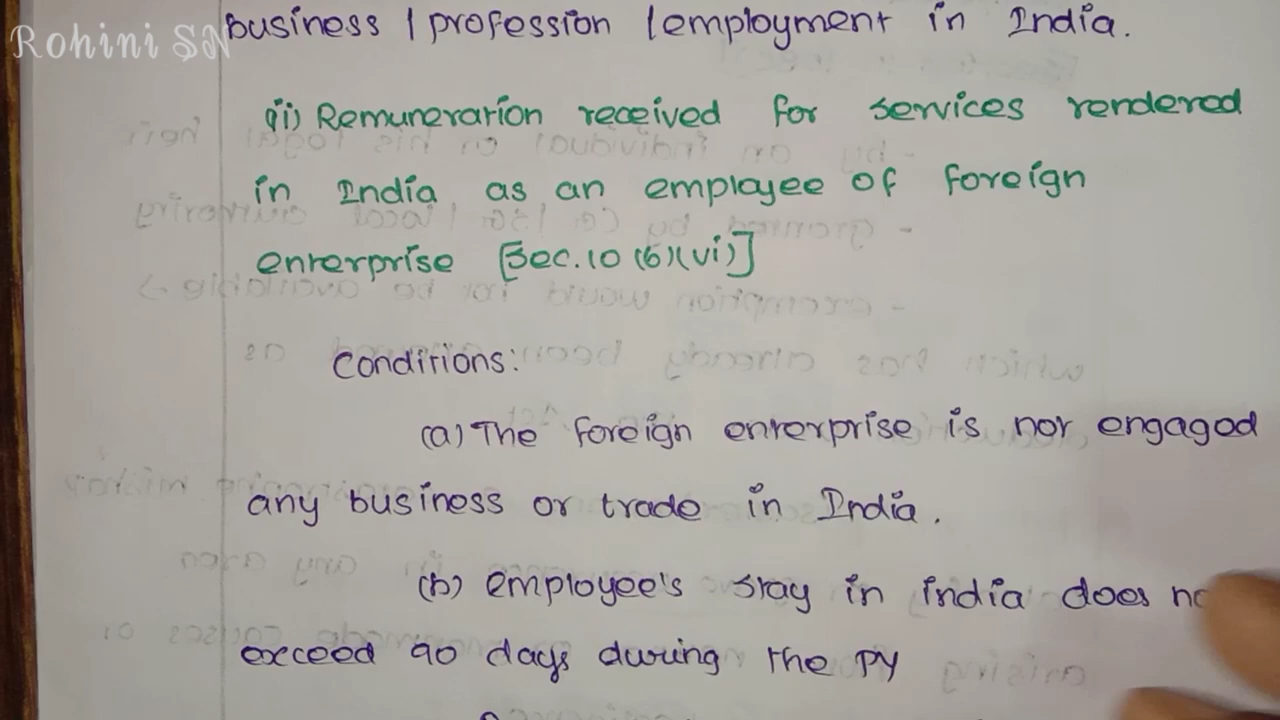 Rohini SN
business / profession / employment in India.
(ii) Remuneration received for services rendered
in India as an employee of foreign
enterprise [Sec.10 (6)(vi)]
Conditions:
(a) The foreign enterprise is not engaged
any business or trade in India.
(b) employee's stay in india does
exceed 90 days during the PY